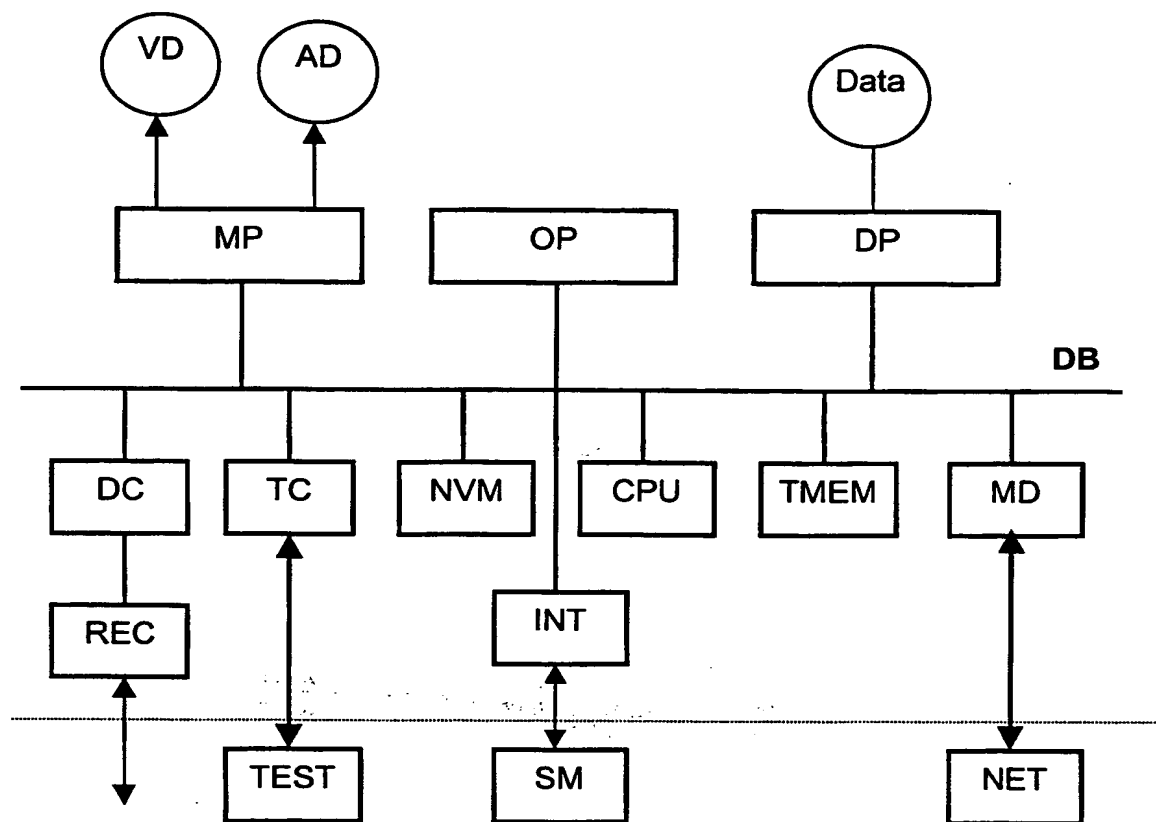 VD
AD
Data
MP
OP
DP
DB
DC
TC
NVM
CPU
TMEM
MD
REC
INT
TEST
SM
NET